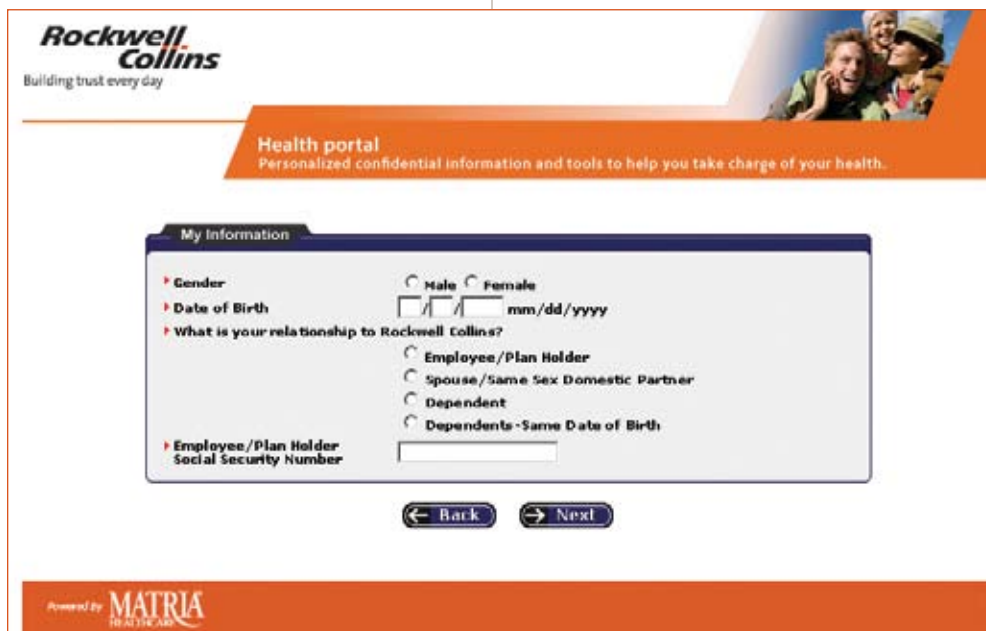 Rockwell
Collins
Building trust every day
Health portal
Personalized confidential information and tools to help you take charge of your health.
My Information
Gender Male Female
Date of Birth / / mm/dd/yyyy
What is your relationship to Rockwell Collins?
Employee/Plan Holder
Spouse/Same Sex Domestic Partner
Dependent
Dependents-Same Date of Birth
Employee/Plan Holder
Social Security Number
Back Next
Powered by MATRIA
HEALTHCARE